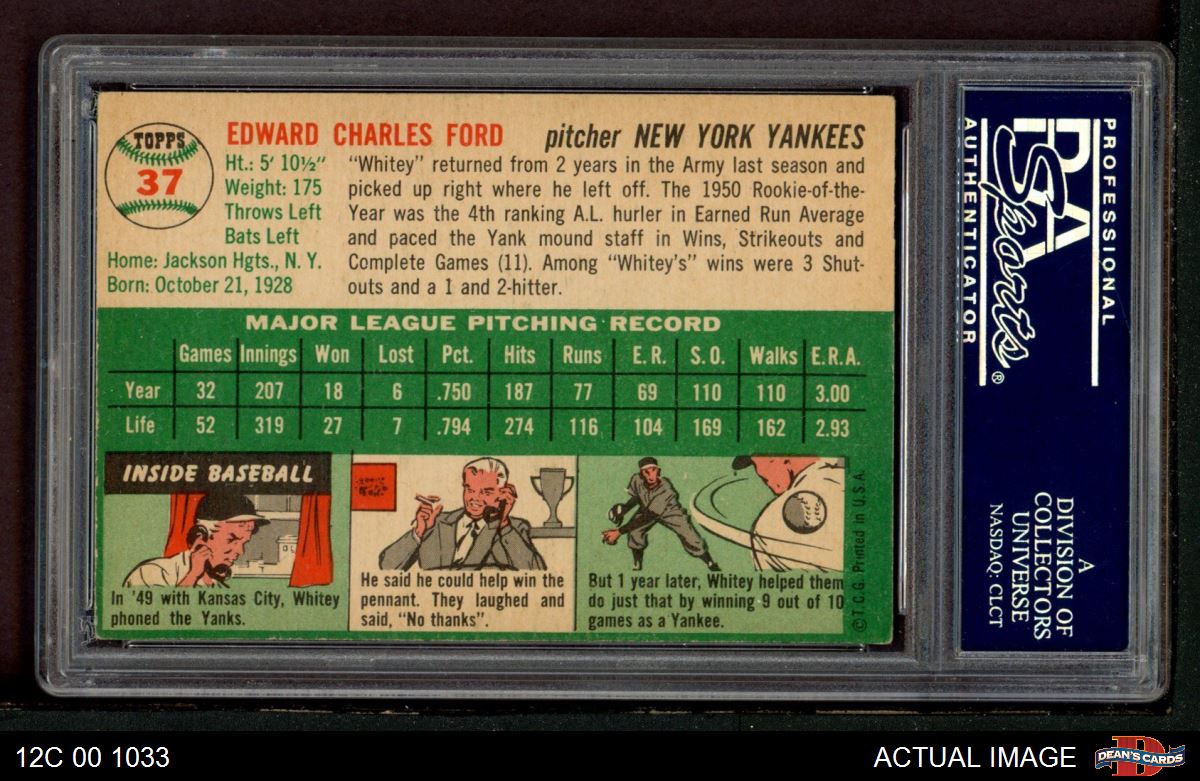 TOPPS
37
EDWARD CHARLES FORD pitcher NEW YORK YANKEES
Ht.: 5' 10½"
Weight: 175
Throws Left
Bats Left
Home: Jackson Hgts., N. Y.
Born: October 21, 1928
"Whitey" returned from 2 years in the Army last season and
picked up right where he left off. The 1950 Rookie-of-the-
Year was the 4th ranking A.L. hurler in Earned Run Average
and paced the Yank mound staff in Wins, Strikeouts and
Complete Games (11). Among "Whitey's" wins were 3 Shut-
outs and a 1 and 2-hitter.
MAJOR LEAGUE PITCHING RECORD
Games Innings Won Lost Pct. Hits Runs E. R. S. O. Walks E.R.A.
Year 32 207 18 6 .750 187 77 69 110 110 3.00
Life 52 319 27 7 .794 274 116 104 169 162 2.93
INSIDE BASEBALL
In '49 with Kansas City, Whitey
phoned the Yanks.
He said he could help win the
pennant. They laughed and
said, "No thanks".
But 1 year later, Whitey helped them
do just that by winning 9 out of 10
games as a Yankee.
© T. C. G. Printed in U. S. A.
PROFESSIONAL
PSA
Sports®
AUTHENTICATOR
A
DIVISION OF
COLLECTORS
UNIVERSE
NASDAQ: CLCT
12C 00 1033
ACTUAL IMAGE
D
DEAN'S CARDS